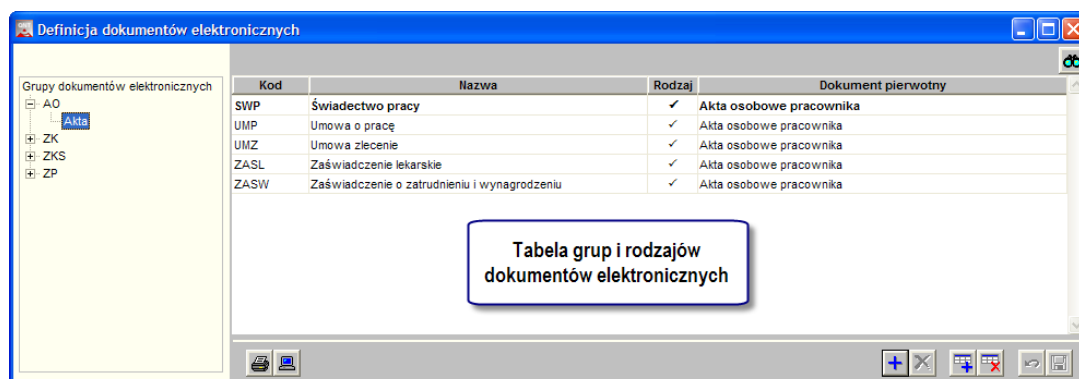 Definicja dokumentów elektronicznych
Grupy dokumentów elektronicznych
AO
Akta
ZK
ZKS
ZP
Kod Nazwa Rodzaj Dokument pierwotny
SWP Świadectwo pracy ✓ Akta osobowe pracownika
UMP Umowa o pracę ✓ Akta osobowe pracownika
UMZ Umowa zlecenie ✓ Akta osobowe pracownika
ZASL Zaświadczenie lekarskie ✓ Akta osobowe pracownika
ZASW Zaświadczenie o zatrudnieniu i wynagrodzeniu ✓ Akta osobowe pracownika
Tabela grup i rodzajów
dokumentów elektronicznych